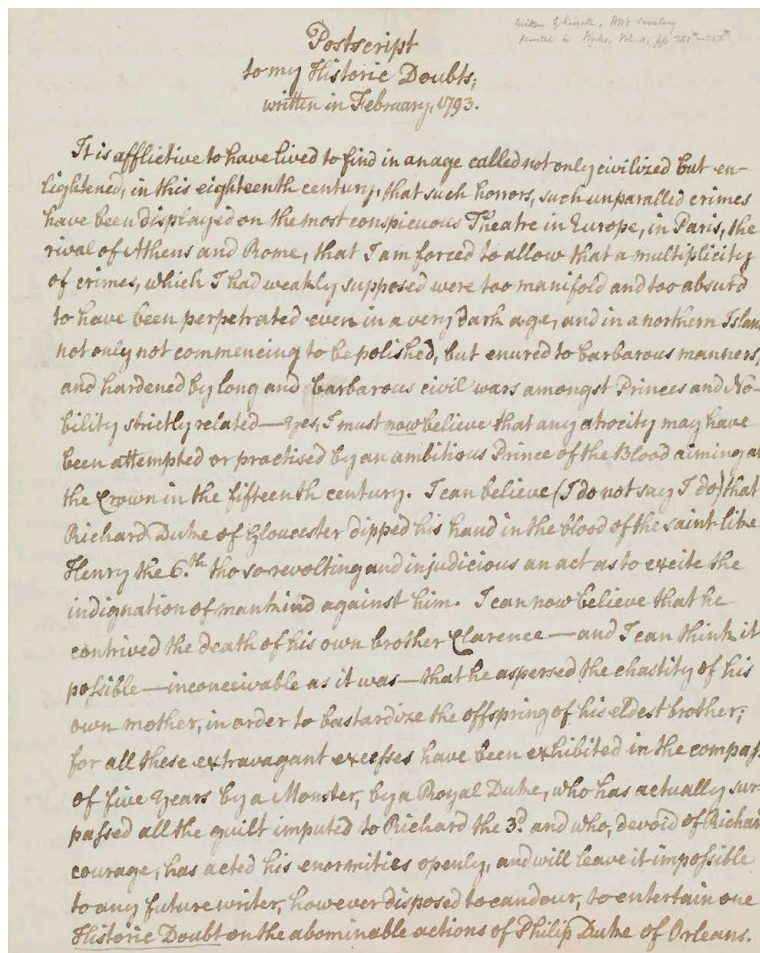 written by Kirgate, HW's secretary
printed in Works, Vol. II, pp. 251*—252*
Postscript
to my Historic Doubts,
written in February, 1793.
It is afflictive to have lived to find in an age called not only civilized but en-
lightened, in this eighteenth century, that such horrors, such unparalled crimes
have been displayed on the most conspicuous Theatre in Europe, in Paris, the
rival of Athens and Rome, that I am forced to allow that a multiplicity
of crimes, which I had weakly supposed were too manifold and too absurd
to have been perpetrated even in a very dark age, and in a northern Islan
not only not commencing to be polished, but enured to barbarous manners,
and hardened by long and barbarous civil wars amongst Princes and No-
bility strictly related—Yes, I must now believe that any atrocity may have
been attempted or practised by an ambitious Prince of the Blood aiming a
the Crown in the fifteenth century. I can believe (I do not say I do) that
Richard Duke of Gloucester dipped his hand in the blood of the saint-like
Henry the 6.th tho so revolting and injudicious an act as to excite the
indignation of mankind against him. I can now believe that he
contrived the death of his own brother Clarence—and I can think it
possible—inconceivable as it was—that he aspersed the chastity of his
own mother, in order to bastardize the offspring of his eldest brother;
for all these extravagant excesses have been exhibited in the compas
of five years by a Monster, by a Royal Duke, who has actually sur-
passed all the guilt imputed to Richard the 3d. and who, devoid of Richar
courage, has acted his enormities openly, and will leave it impossible
to any future writer, however disposed to candour, to entertain one
Historic Doubt on the abominable actions of Philip Duke of Orleans.